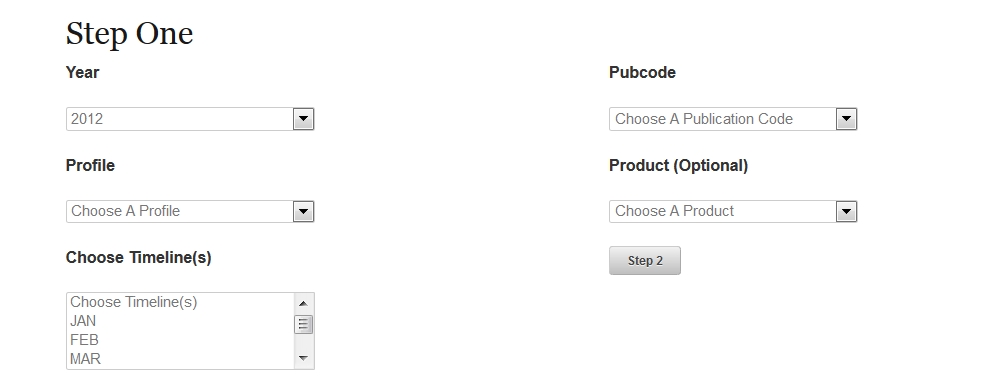 Step One
Year
2012
Pubcode
Choose A Publication Code
Profile
Choose A Profile
Product (Optional)
Choose A Product
Choose Timeline(s)
Choose Timeline(s)
JAN
FEB
MAR
Step 2